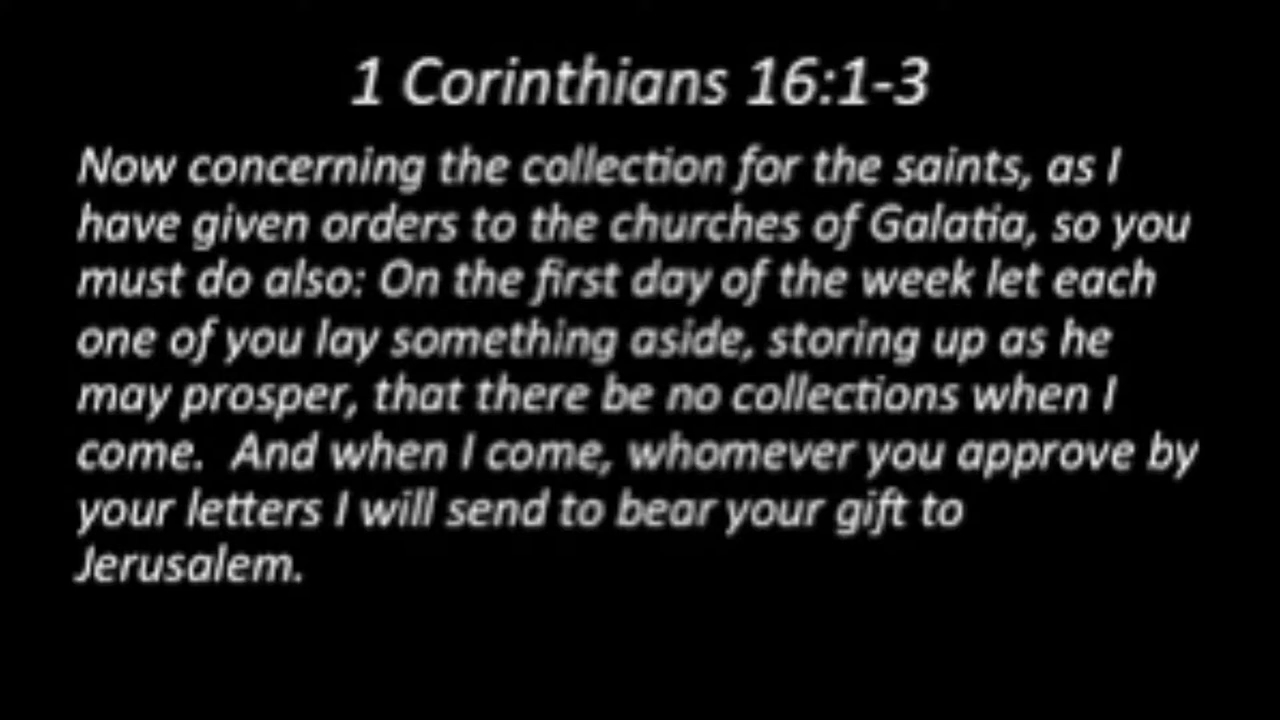 1 Corinthians 16:1-3
Now concerning the collection for the saints, as I
have given orders to the churches of Galatia, so you
must do also: On the first day of the week let each
one of you lay something aside, storing up as he
may prosper, that there be no collections when I
come.  And when I come, whomever you approve by
your letters I will send to bear your gift to
Jerusalem.